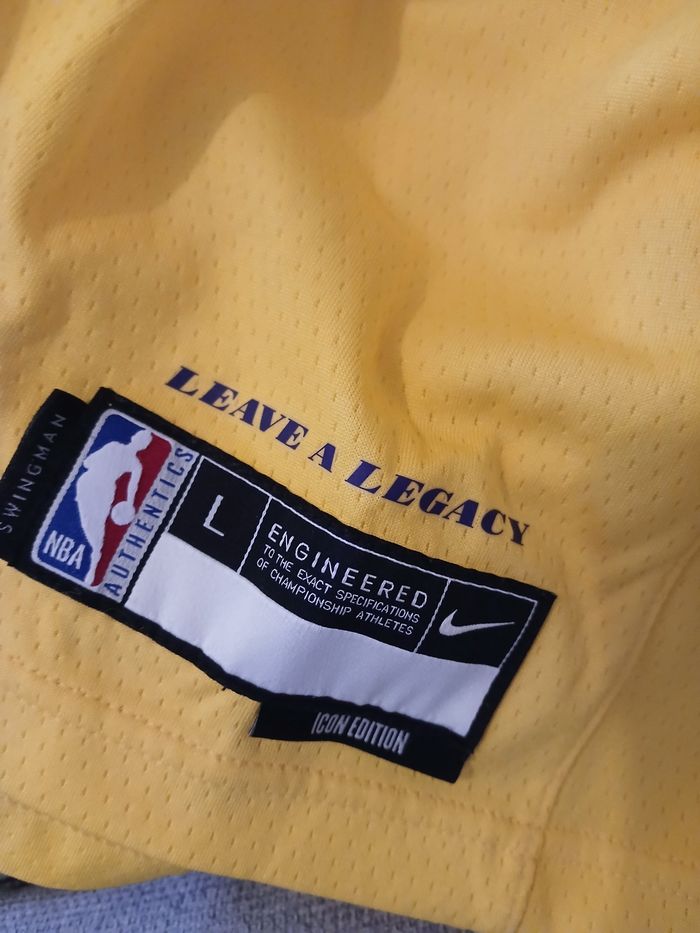 LEAVE A LEGACY
SWINGMAN
NBA
AUTHENTICS
L
ENGINEERED
TO THE EXACT SPECIFICATIONS
OF CHAMPIONSHIP ATHLETES
ICON EDITION